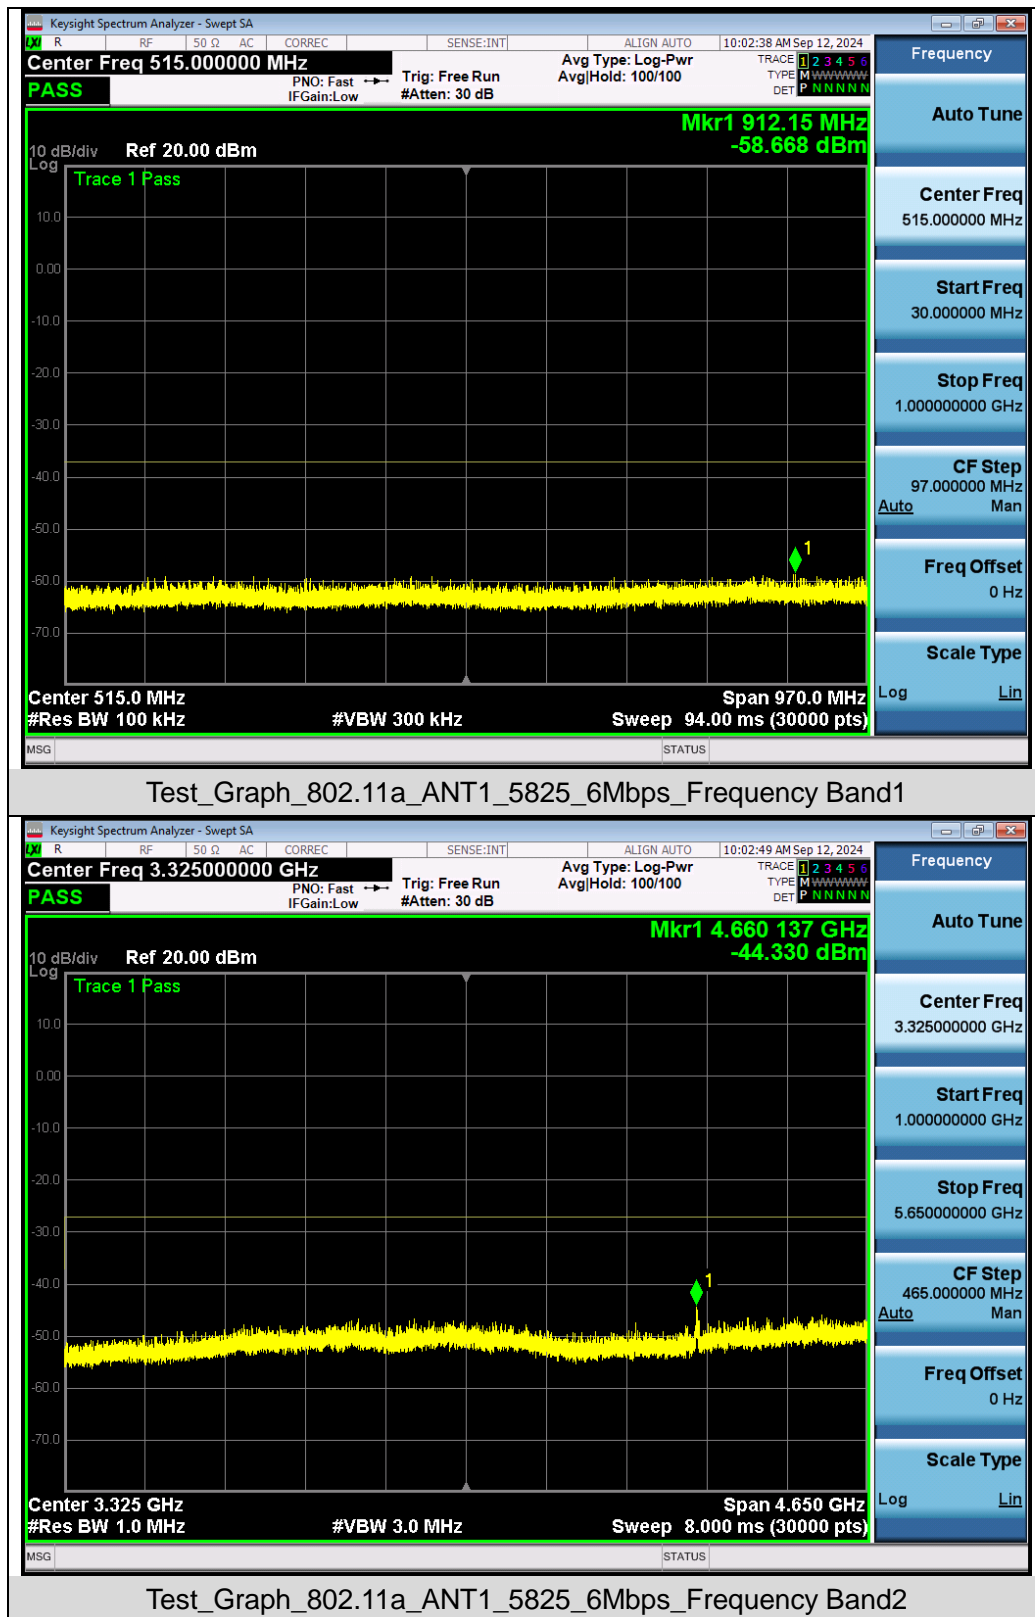 Keysight Spectrum Analyzer - Swept SA
LXI R RF 50 Ω AC CORREC SENSE:INT ALIGN AUTO 10:02:38 AM Sep 12, 2024
Center Freq 515.000000 MHz
PASS
PNO: Fast
IFGain:Low
Trig: Free Run
#Atten: 30 dB
Avg Type: Log-Pwr
Avg|Hold: 100/100
TRACE 1 2 3 4 5 6
TYPE M WWWWW
DET P N N N N N
Frequency
Mkr1 912.15 MHz
-58.668 dBm
10 dB/div Ref 20.00 dBm
Log
Trace 1 Pass
10.0
0.00
-10.0
-20.0
-30.0
-40.0
-50.0
-60.0
-70.0
1
Center 515.0 MHz Span 970.0 MHz
#Res BW 100 kHz #VBW 300 kHz Sweep 94.00 ms (30000 pts)
MSG STATUS
Auto Tune
Center Freq
515.000000 MHz
Start Freq
30.000000 MHz
Stop Freq
1.000000000 GHz
CF Step
97.000000 MHz
Auto Man
Freq Offset
0 Hz
Scale Type
Log Lin
Test_Graph_802.11a_ANT1_5825_6Mbps_Frequency Band1
Keysight Spectrum Analyzer - Swept SA
LXI R RF 50 Ω AC CORREC SENSE:INT ALIGN AUTO 10:02:49 AM Sep 12, 2024
Center Freq 3.325000000 GHz
PASS
PNO: Fast
IFGain:Low
Trig: Free Run
#Atten: 30 dB
Avg Type: Log-Pwr
Avg|Hold: 100/100
TRACE 1 2 3 4 5 6
TYPE M WWWWW
DET P N N N N N
Frequency
Mkr1 4.660 137 GHz
-44.330 dBm
10 dB/div Ref 20.00 dBm
Log
Trace 1 Pass
10.0
0.00
-10.0
-20.0
-30.0
-40.0
-50.0
-60.0
-70.0
1
Center 3.325 GHz Span 4.650 GHz
#Res BW 1.0 MHz #VBW 3.0 MHz Sweep 8.000 ms (30000 pts)
MSG STATUS
Auto Tune
Center Freq
3.325000000 GHz
Start Freq
1.000000000 GHz
Stop Freq
5.650000000 GHz
CF Step
465.000000 MHz
Auto Man
Freq Offset
0 Hz
Scale Type
Log Lin
Test_Graph_802.11a_ANT1_5825_6Mbps_Frequency Band2